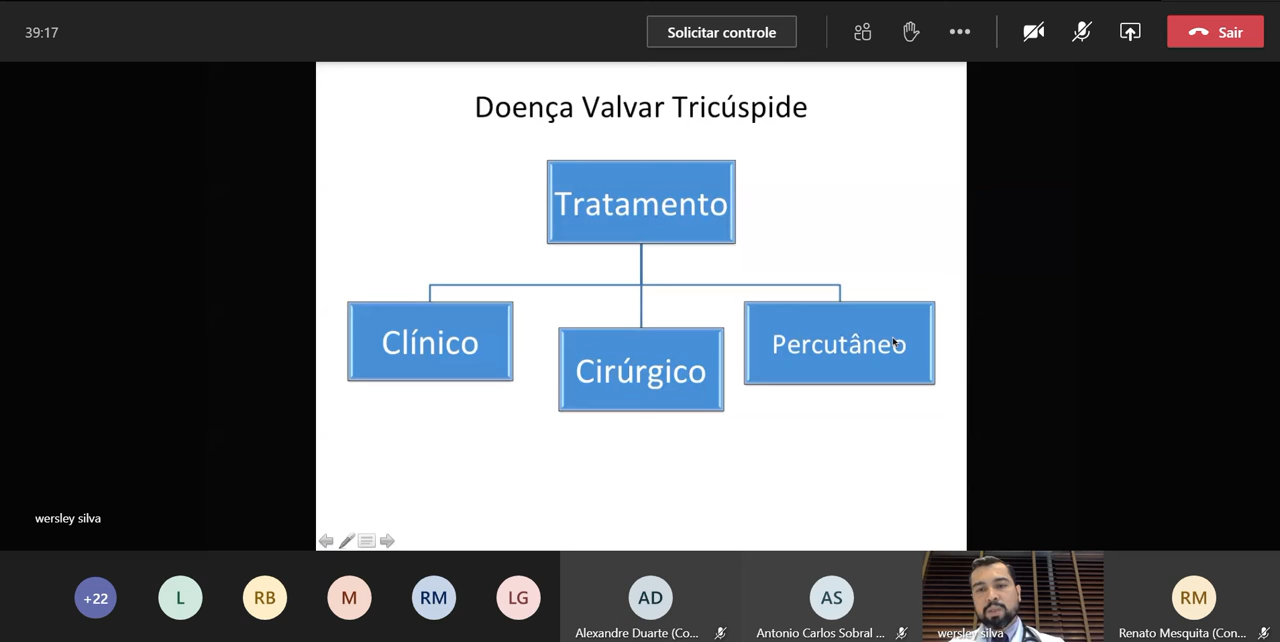 39:17
Solicitar controle
Sair
Doença Valvar Tricúspide
Tratamento
Clínico
Cirúrgico
Percutâneo
wersley silva
+22
L
RB
M
RM
LG
AD
AS
RM
Alexandre Duarte (Co...
Antonio Carlos Sobral ...
wersley silva
Renato Mesquita (Con...